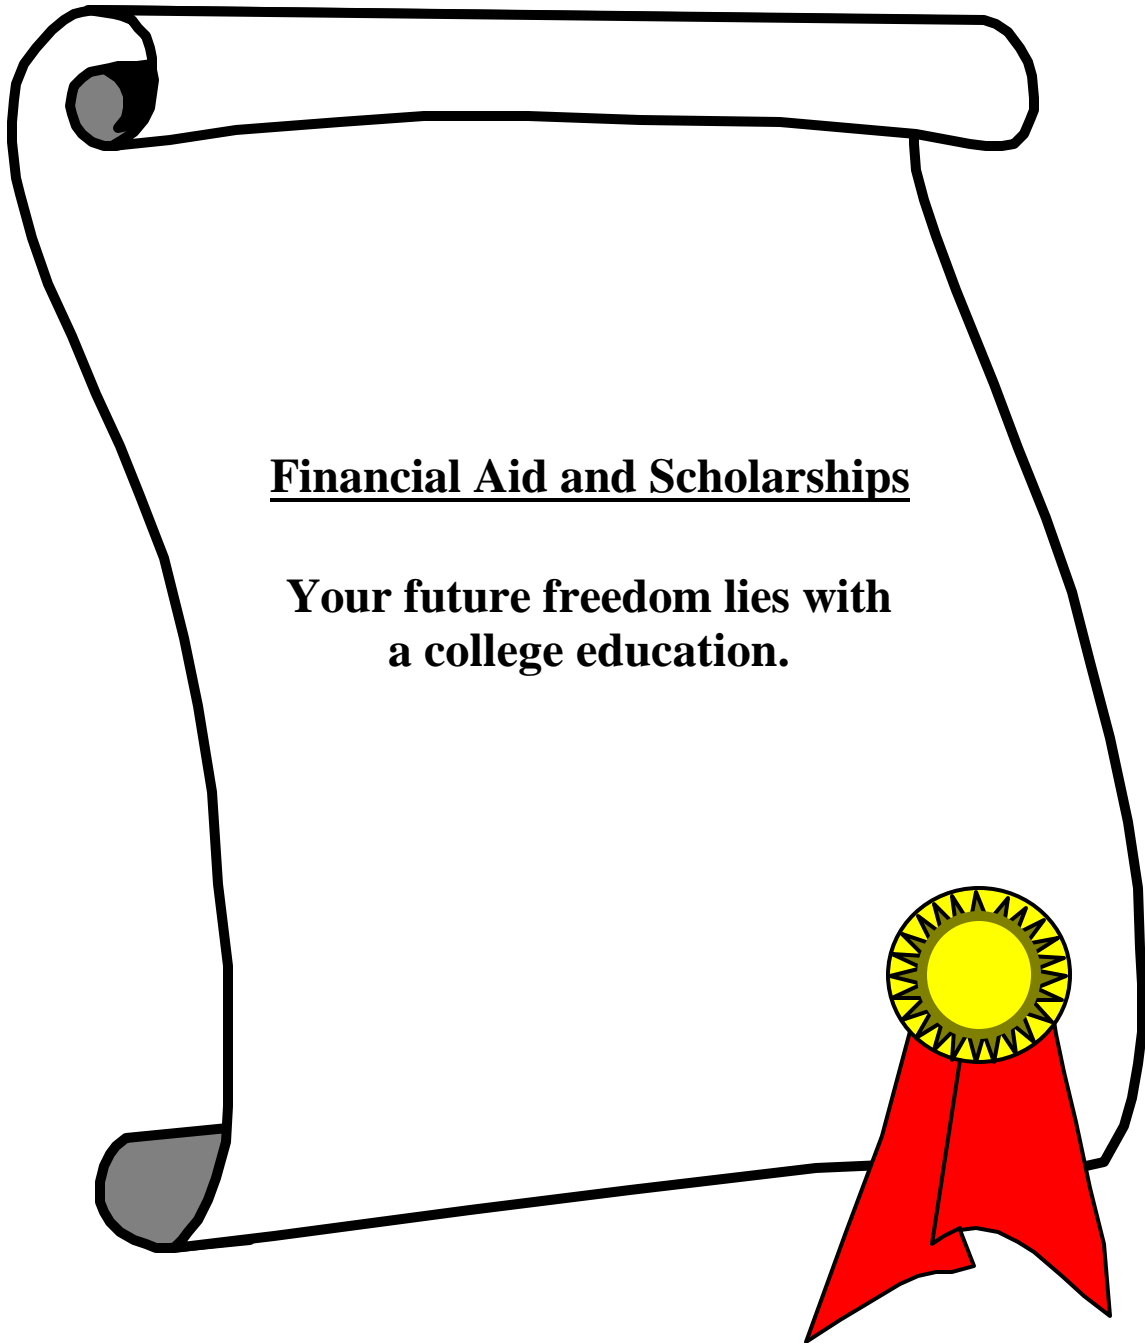 Financial Aid and Scholarships
Your future freedom lies with
a college education.